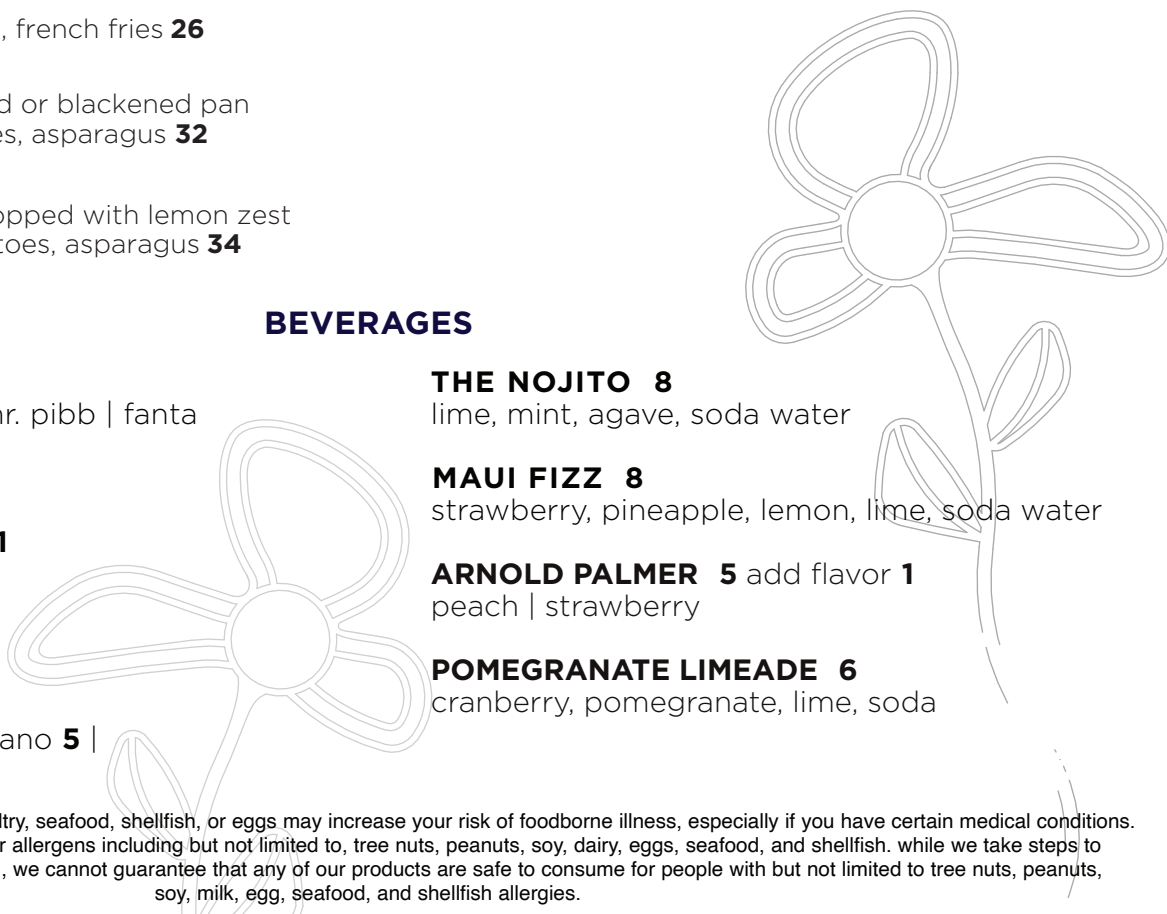 , french fries 26
d or blackened pan
es, asparagus 32
opped with lemon zest
toes, asparagus 34
BEVERAGES
THE NOJITO 8
lime, mint, agave, soda water
mr. pibb | fanta
MAUI FIZZ 8
strawberry, pineapple, lemon, lime, soda water
1
ARNOLD PALMER 5 add flavor 1
peach | strawberry
POMEGRANATE LIMEADE 6
cranberry, pomegranate, lime, soda
ano 5 |
ltry, seafood, shellfish, or eggs may increase your risk of foodborne illness, especially if you have certain medical conditions.
r allergens including but not limited to, tree nuts, peanuts, soy, dairy, eggs, seafood, and shellfish. while we take steps to
, we cannot guarantee that any of our products are safe to consume for people with but not limited to tree nuts, peanuts,
soy, milk, egg, seafood, and shellfish allergies.